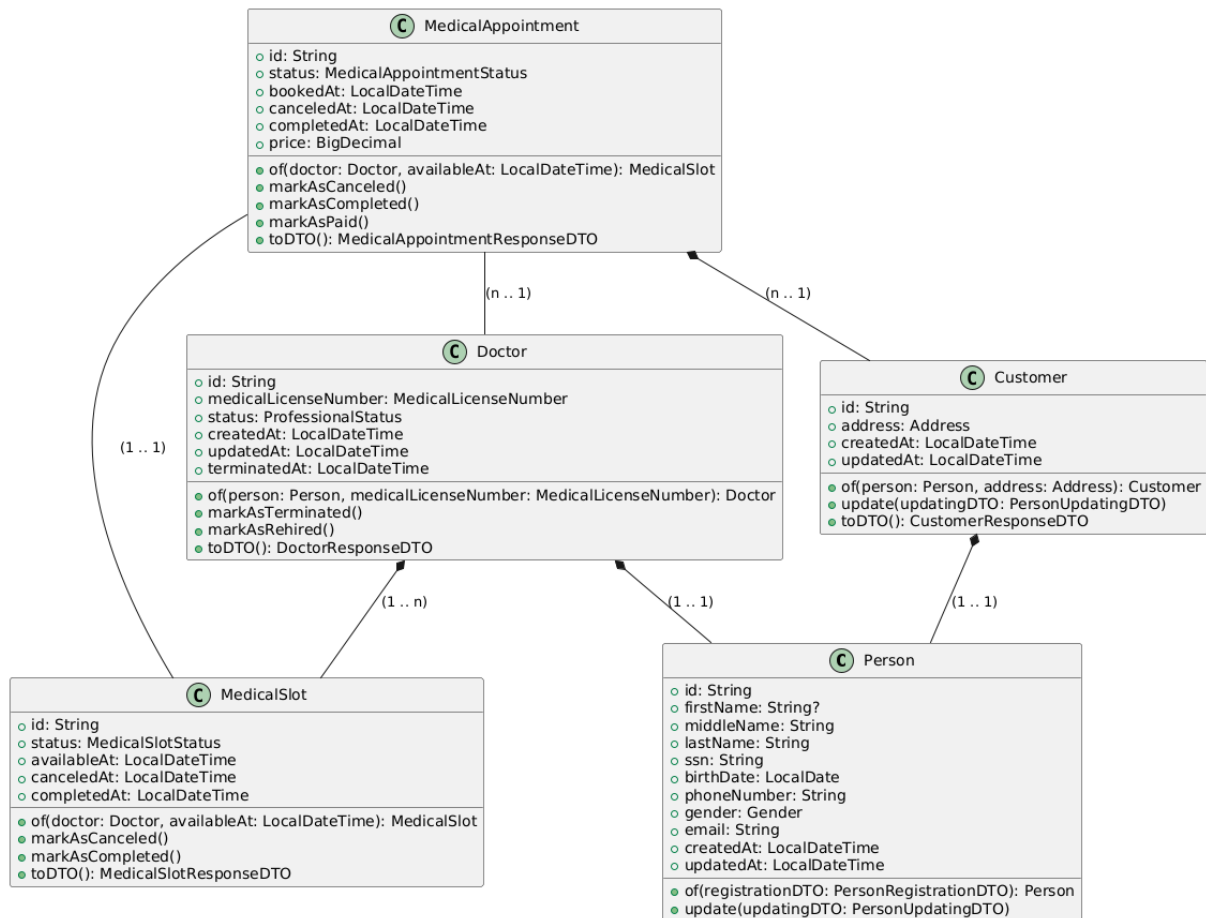 C MedicalAppointment
id: String
status: MedicalAppointmentStatus
bookedAt: LocalDateTime
canceledAt: LocalDateTime
completedAt: LocalDateTime
price: BigDecimal
of(doctor: Doctor, availableAt: LocalDateTime): MedicalSlot
markAsCanceled()
markAsCompleted()
markAsPaid()
toDTO(): MedicalAppointmentResponseDTO
(n .. 1)
(n .. 1)
(1 .. 1)
C Doctor
id: String
medicalLicenseNumber: MedicalLicenseNumber
status: ProfessionalStatus
createdAt: LocalDateTime
updatedAt: LocalDateTime
terminatedAt: LocalDateTime
of(person: Person, medicalLicenseNumber: MedicalLicenseNumber): Doctor
markAsTerminated()
markAsRehired()
toDTO(): DoctorResponseDTO
C Customer
id: String
address: Address
createdAt: LocalDateTime
updatedAt: LocalDateTime
of(person: Person, address: Address): Customer
update(updatingDTO: PersonUpdatingDTO)
toDTO(): CustomerResponseDTO
(1 .. n)
(1 .. 1)
(1 .. 1)
C MedicalSlot
id: String
status: MedicalSlotStatus
availableAt: LocalDateTime
canceledAt: LocalDateTime
completedAt: LocalDateTime
of(doctor: Doctor, availableAt: LocalDateTime): MedicalSlot
markAsCanceled()
markAsCompleted()
toDTO(): MedicalSlotResponseDTO
C Person
id: String
firstName: String?
middleName: String
lastName: String
ssn: String
birthDate: LocalDate
phoneNumber: String
gender: Gender
email: String
createdAt: LocalDateTime
updatedAt: LocalDateTime
of(registrationDTO: PersonRegistrationDTO): Person
update(updatingDTO: PersonUpdatingDTO)